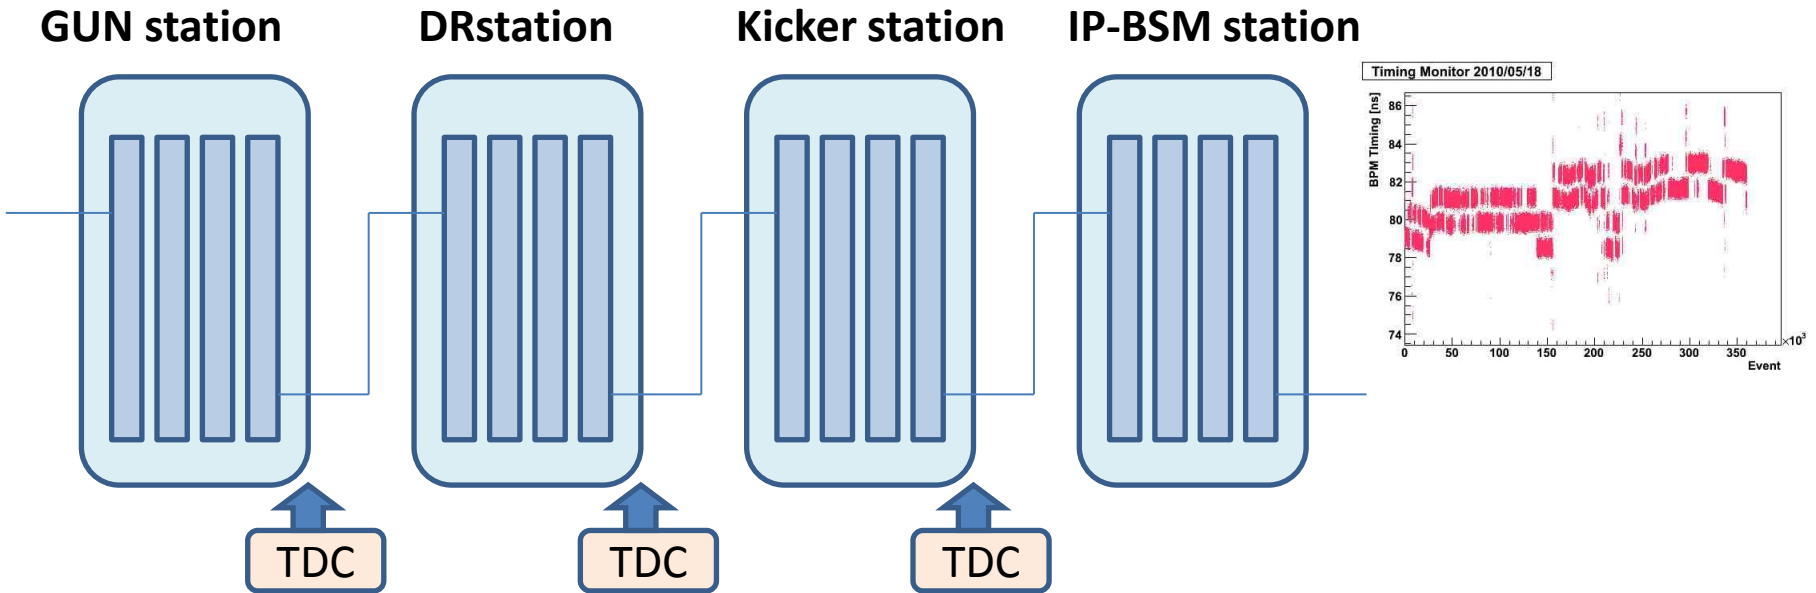 GUN station
DRstation
Kicker station
IP-BSM station
Timing Monitor 2010/05/18
BPM Timing [ns]
86
84
82
80
78
76
74
0 50 100 150 200 250 300 350
×10³
Event
TDC
TDC
TDC